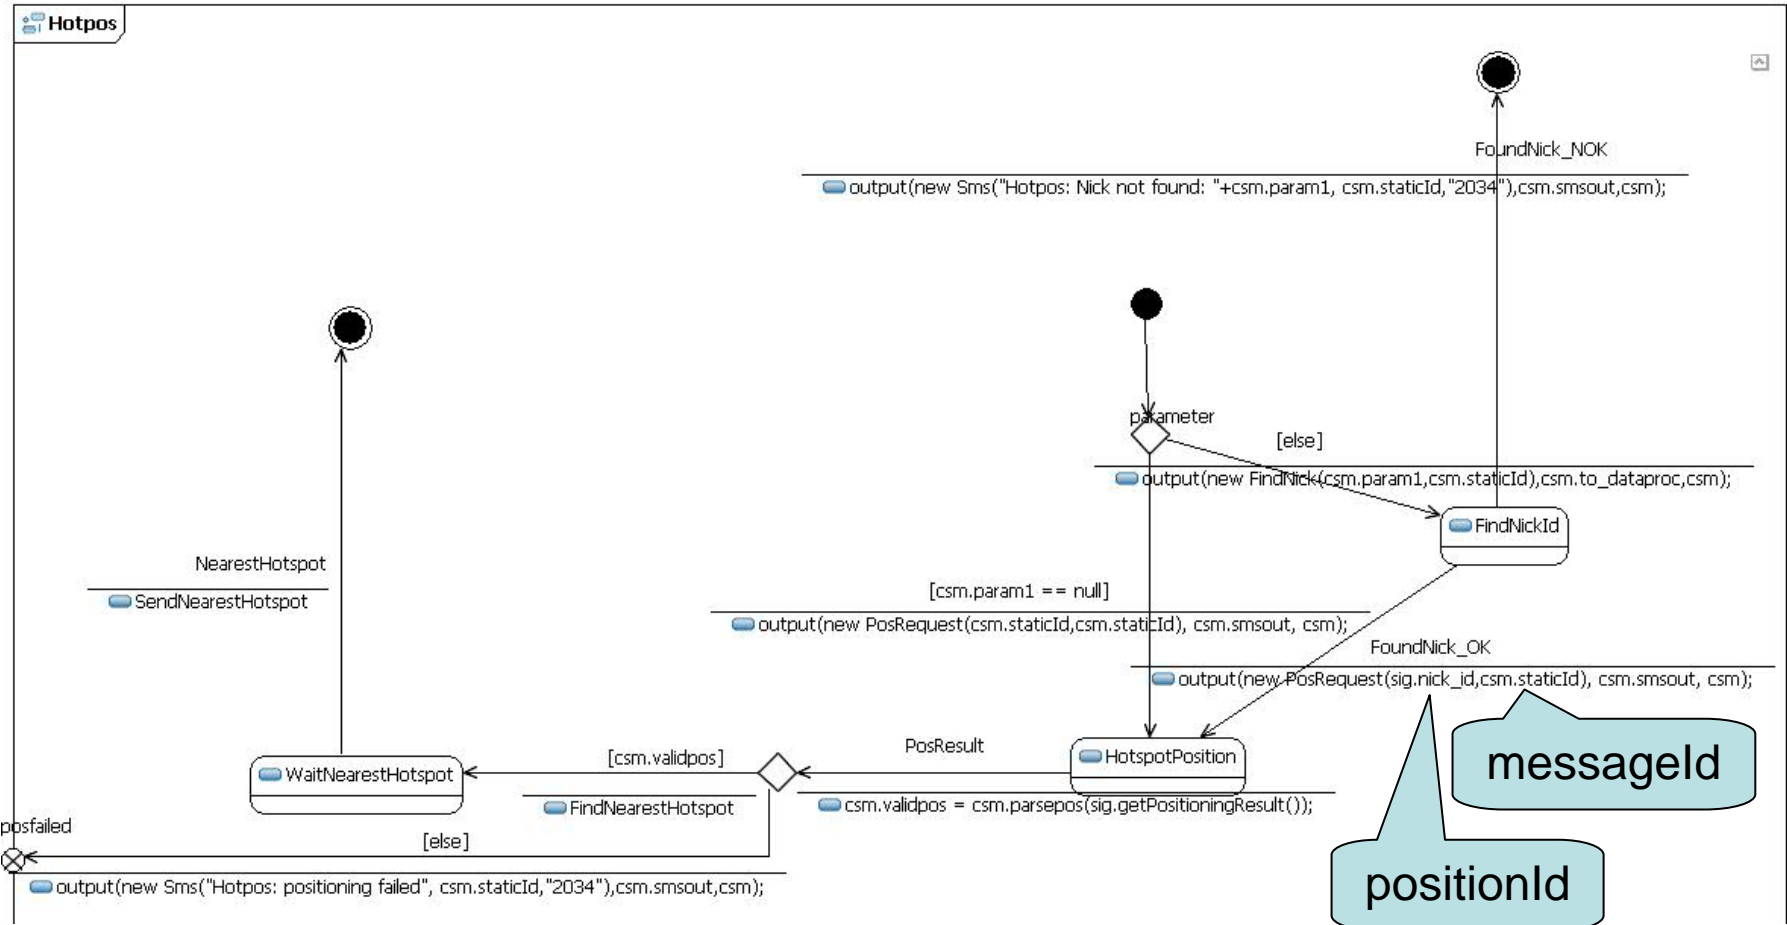 Hotpos
FoundNick_NOK
output(new Sms("Hotpos: Nick not found: "+csm.param1, csm.staticId,"2034"),csm.smsout,csm);
parameter
[else]
output(new FindNick(csm.param1,csm.staticId),csm.to_dataproc,csm);
FindNickId
NearestHotspot
SendNearestHotspot
[csm.param1 == null]
output(new PosRequest(csm.staticId,csm.staticId), csm.smsout, csm);
FoundNick_OK
output(new PosRequest(sig.nick_id,csm.staticId), csm.smsout, csm);
messageId
positionId
HotspotPosition
PosResult
csm.validpos = csm.parsepos(sig.getPositioningResult());
[csm.validpos]
FindNearestHotspot
WaitNearestHotspot
posfailed
[else]
output(new Sms("Hotpos: positioning failed", csm.staticId,"2034"),csm.smsout,csm);